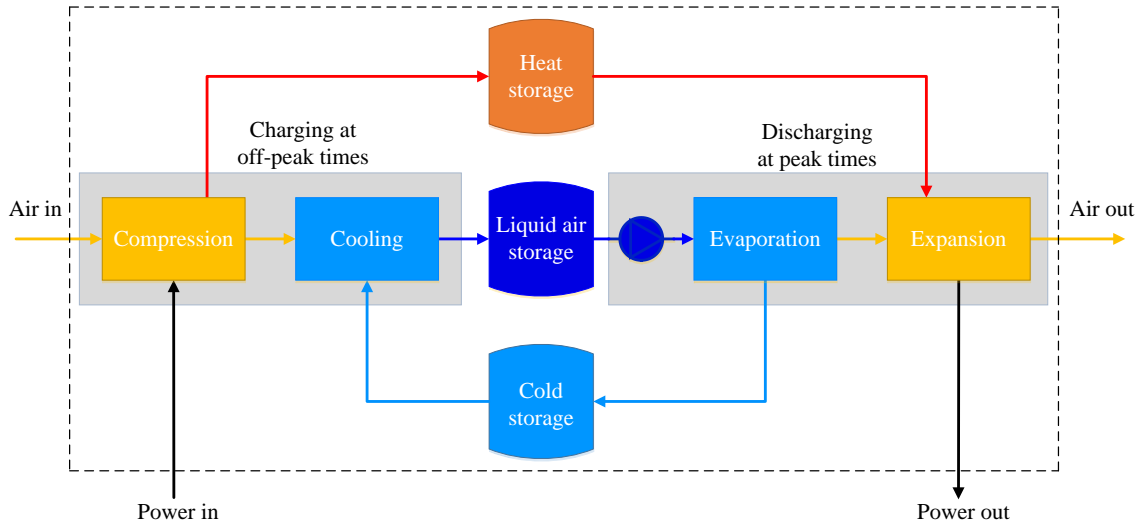 Heat
storage
Charging at
off-peak times
Discharging
at peak times
Air in
Compression
Cooling
Liquid air
storage
Evaporation
Expansion
Air out
Cold
storage
Power in
Power out